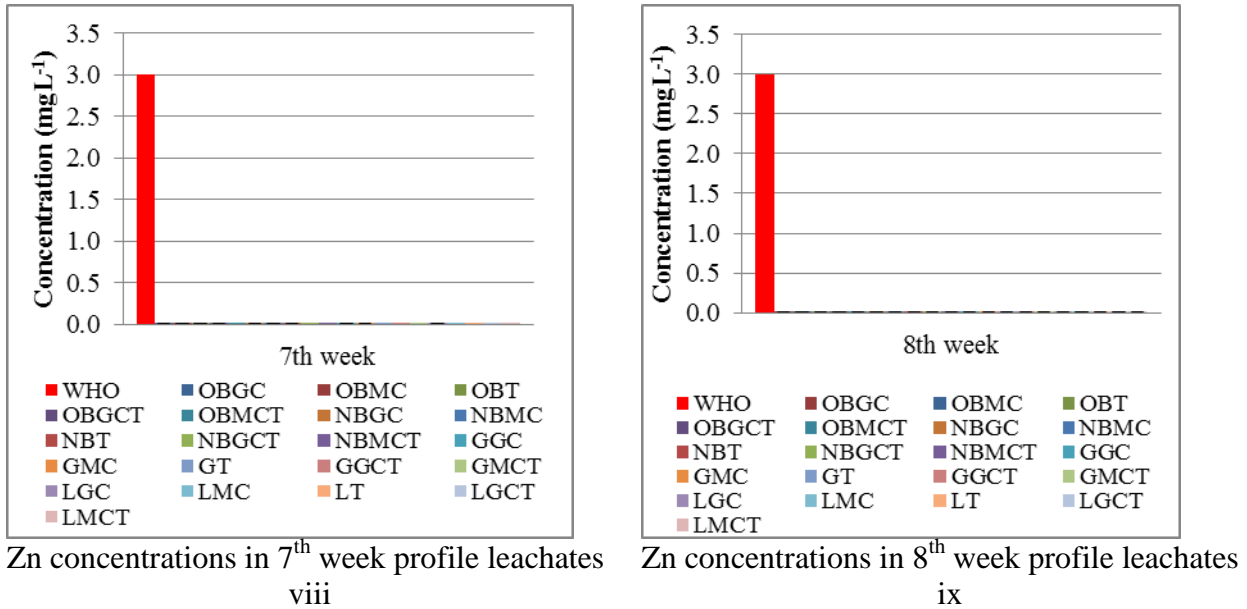 Concentration (mgL⁻¹)
3.5
3.0
2.5
2.0
1.5
1.0
0.5
0.0
7th week
WHO OBGC OBMC OBT
OBGCT OBMCT NBGC NBMC
NBT NBGCT NBMCT GGC
GMC GT GGCT GMCT
LGC LMC LT LGCT
LMCT
Zn concentrations in 7th week profile leachates
viii
Concentration (mgL⁻¹)
3.5
3.0
2.5
2.0
1.5
1.0
0.5
0.0
8th week
WHO OBGC OBMC OBT
OBGCT OBMCT NBGC NBMC
NBT NBGCT NBMCT GGC
GMC GT GGCT GMCT
LGC LMC LT LGCT
LMCT
Zn concentrations in 8th week profile leachates
ix